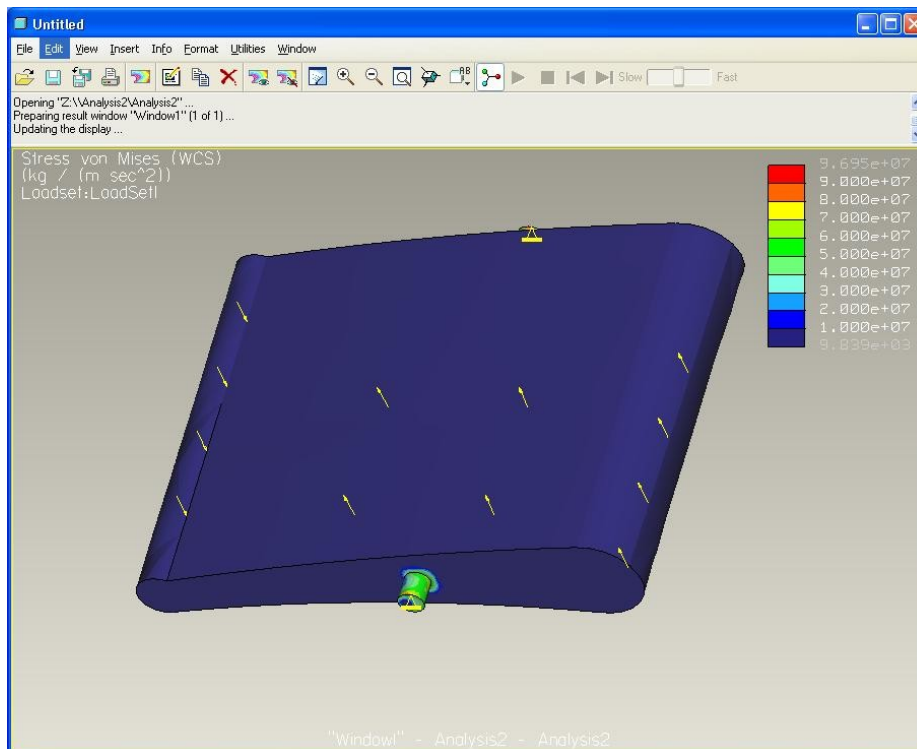 Untitled
File Edit View Insert Info Format Utilities Window
Slow Fast
Opening "Z:\\Analysis2\Analysis2" ...
Preparing result window "Window1" (1 of 1) ...
Updating the display ...
Stress von Mises (WCS)
(kg / (m sec^2))
Loadset:LoadSet1
9.695e+07
9.000e+07
8.000e+07
7.000e+07
6.000e+07
5.000e+07
4.000e+07
3.000e+07
2.000e+07
1.000e+07
9.839e+03
"Window1" - Analysis2 - Analysis2